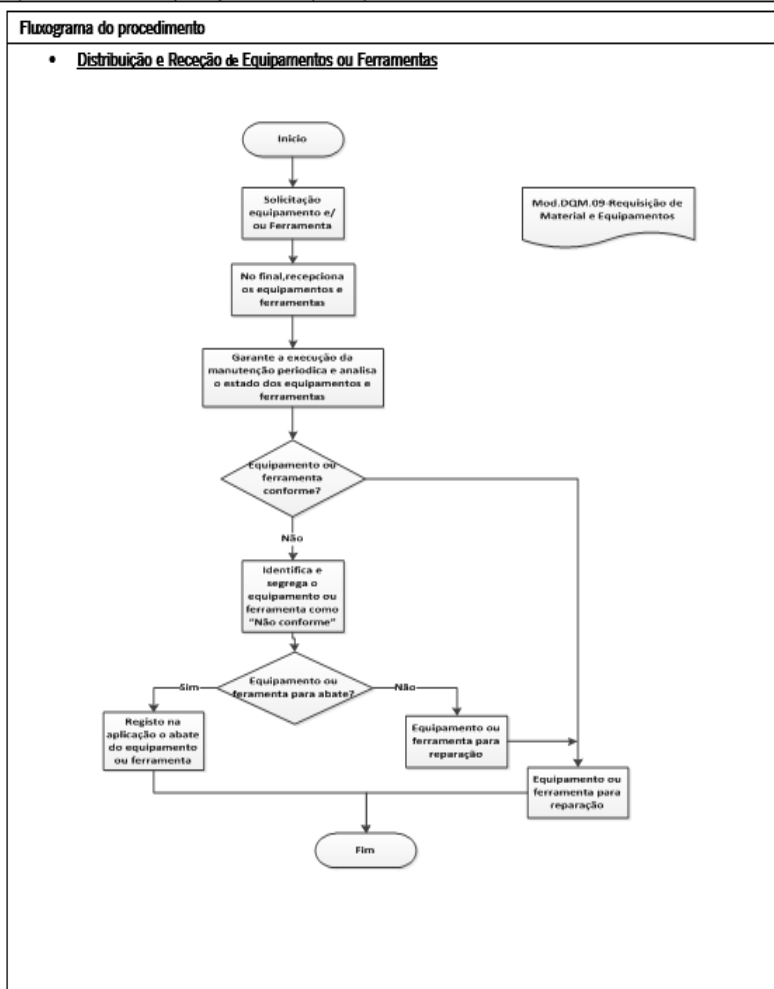 Fluxograma do procedimento
• Distribuição e Receção de Equipamentos ou Ferramentas
Inicio
Solicitação
equipamento e/
ou Ferramenta
Mod.DQM.09-Requisição de
Material e Equipamentos
No final,recepciona
os equipamentos e
ferramentas
Garante a execução da
manutenção periodica e analisa
o estado dos equipamentos e
ferramentas
Equipamento ou
ferramenta
conforme?
Não
Identifica e
segrega o
equipamento ou
ferramenta como
"Não conforme"
Equipamento ou
feramenta para abate?
Sim
Não
Registo na
aplicação o abate
do equipamento
ou ferramenta
Equipamento ou
ferramenta para
reparação
Equipamento ou
ferramenta para
reparação
Fim